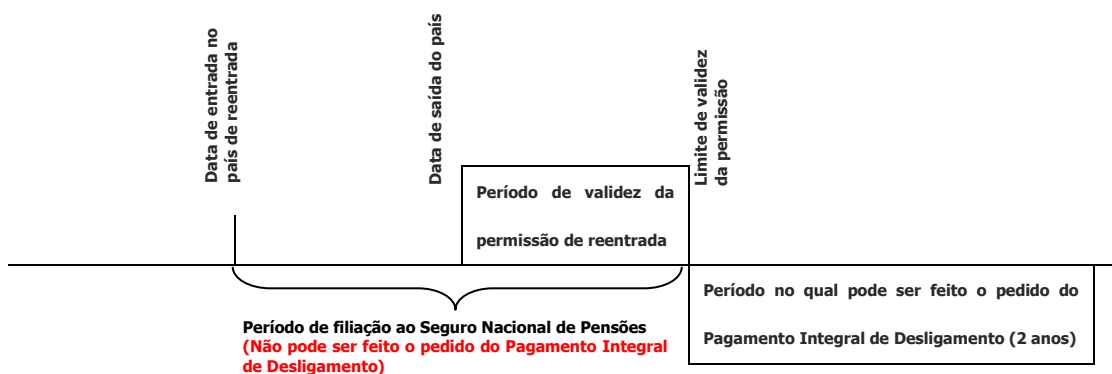 Data de entrada no
país de reentrada
Data de saída do país
Limite de validez
da permissão
Período de validez da
permissão de reentrada
Período de filiação ao Seguro Nacional de Pensões
(Não pode ser feito o pedido do Pagamento Integral
de Desligamento)
Período no qual pode ser feito o pedido do
Pagamento Integral de Desligamento (2 anos)